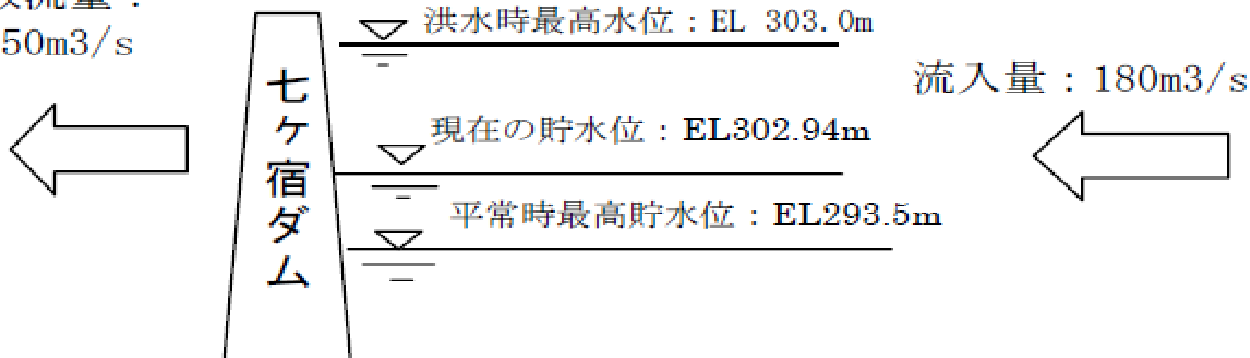 流量：
50m3/s
洪水時最高水位：EL 303.0m
流入量：180m3/s
七ヶ宿ダム
現在の貯水位：EL302.94m
平常時最高貯水位：EL293.5m